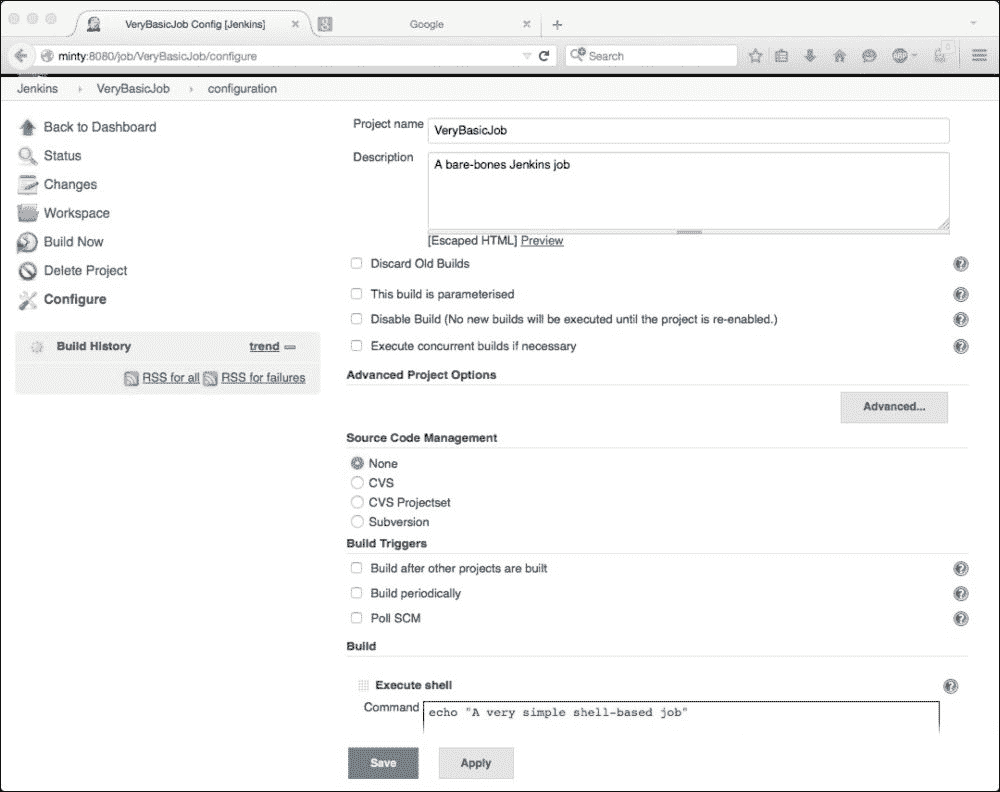 VeryBasicJob Config [Jenkins]
Google
minty:8080/job/VeryBasicJob/configure
Search
Jenkins
VeryBasicJob
configuration
Back to Dashboard
Status
Changes
Workspace
Build Now
Delete Project
Configure
Build History
trend
RSS for all
RSS for failures
Project name
VeryBasicJob
Description
A bare-bones Jenkins job
[Escaped HTML] Preview
Discard Old Builds
This build is parameterised
Disable Build (No new builds will be executed until the project is re-enabled.)
Execute concurrent builds if necessary
Advanced Project Options
Advanced...
Source Code Management
None
CVS
CVS Projectset
Subversion
Build Triggers
Build after other projects are built
Build periodically
Poll SCM
Build
Execute shell
Command
echo "A very simple shell-based job"
Save
Apply